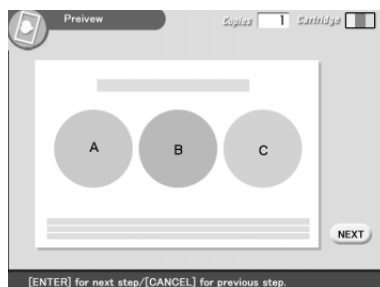 Preivew Copies 1 Cartridge
A B C
NEXT
[ENTER] for next step/[CANCEL] for previous step.